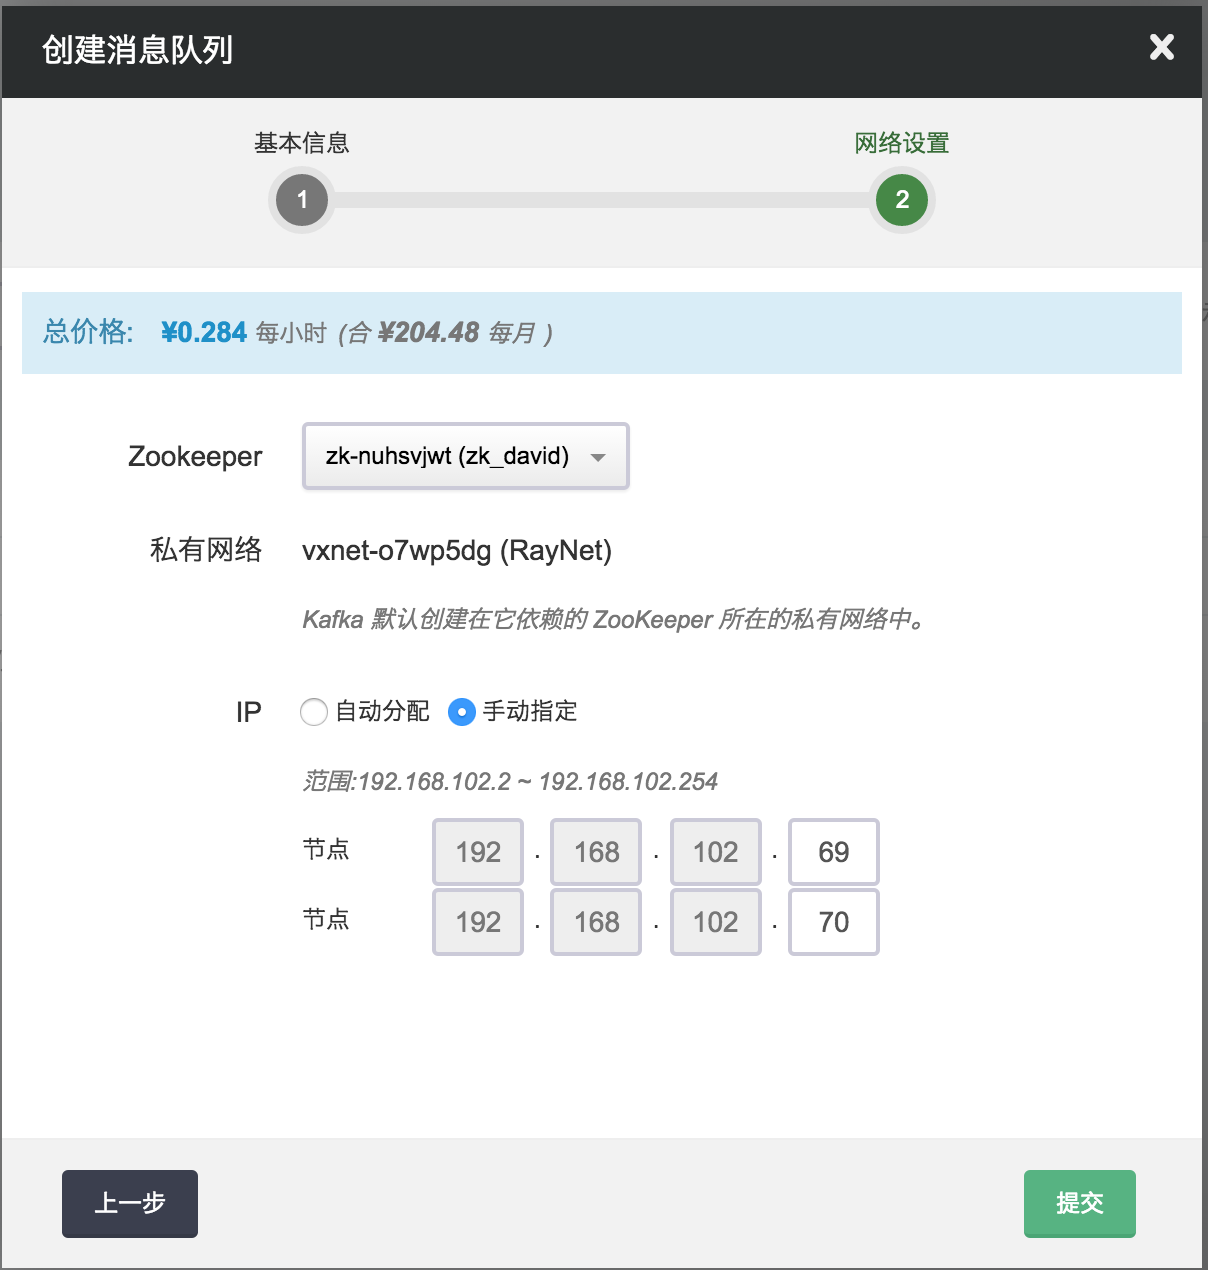 创建消息队列
基本信息
网络设置
1
2
总价格: ¥0.284 每小时 (合 ¥204.48 每月 )
Zookeeper zk-nuhsvjwt (zk_david)
私有网络 vxnet-o7wp5dg (RayNet)
Kafka 默认创建在它依赖的 ZooKeeper 所在的私有网络中。
IP 自动分配 手动指定
范围:192.168.102.2 ~ 192.168.102.254
节点 192 . 168 . 102 . 69
节点 192 . 168 . 102 . 70
上一步 提交